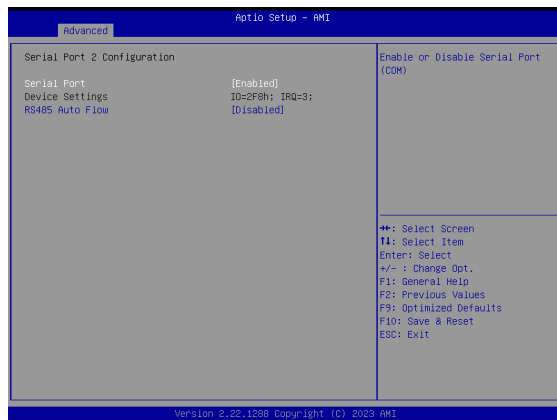 Aptio Setup - AMI
Advanced
Serial Port 2 Configuration
Serial Port [Enabled]
Device Settings IO=2F8h; IRQ=3;
RS485 Auto Flow [Disabled]
Enable or Disable Serial Port
(COM)
→←: Select Screen
↑↓: Select Item
Enter: Select
+/- : Change Opt.
F1: General Help
F2: Previous Values
F9: Optimized Defaults
F10: Save & Reset
ESC: Exit
Version 2.22.1288 Copyright (C) 2023 AMI